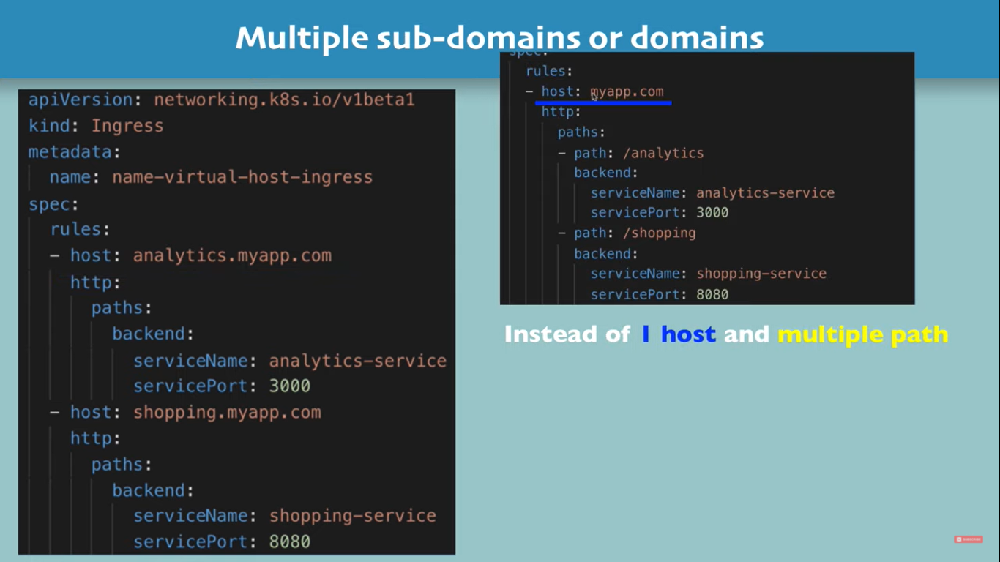 Multiple sub-domains or domains
apiVersion: networking.k8s.io/v1beta1
kind: Ingress
metadata:
name: name-virtual-host-ingress
spec:
rules:
- host: analytics.myapp.com
http:
paths:
backend:
serviceName: analytics-service
servicePort: 3000
- host: shopping.myapp.com
http:
paths:
backend:
serviceName: shopping-service
servicePort: 8080
spec:
rules:
- host: myapp.com
http:
paths:
- path: /analytics
backend:
serviceName: analytics-service
servicePort: 3000
- path: /shopping
backend:
serviceName: shopping-service
servicePort: 8080
Instead of 1 host and multiple path
SUBSCRIBE